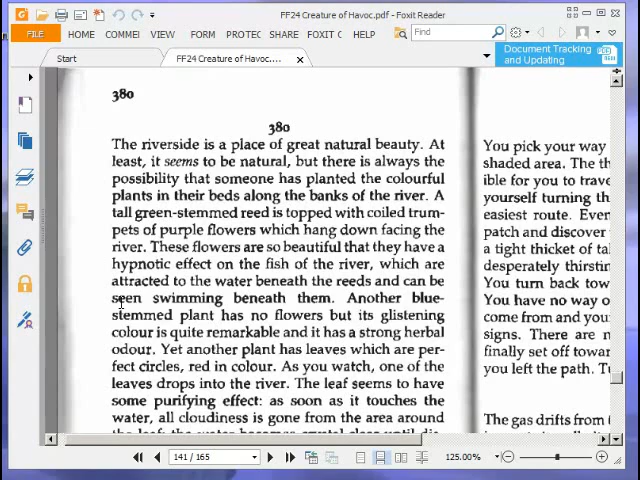 FF24 Creature of Havoc.pdf - Foxit Reader
FILE HOME COMMEI VIEW FORM PROTEC SHARE FOXIT C HELP Find
Start FF24 Creature of Havoc.... Document Tracking
and Updating
380
380
The riverside is a place of great natural beauty. At
least, it seems to be natural, but there is always the
possibility that someone has planted the colourful
plants in their beds along the banks of the river. A
tall green-stemmed reed is topped with coiled trum-
pets of purple flowers which hang down facing the
river. These flowers are so beautiful that they have a
hypnotic effect on the fish of the river, which are
attracted to the water beneath the reeds and can be
seen swimming beneath them. Another blue-
stemmed plant has no flowers but its glistening
colour is quite remarkable and it has a strong herbal
odour. Yet another plant has leaves which are per-
fect circles, red in colour. As you watch, one of the
leaves drops into the river. The leaf seems to have
some purifying effect: as soon as it touches the
water, all cloudiness is gone from the area around
You pick your way
shaded area. The th
ible for you to trave
yourself turning th
easiest route. Even
patch and discover
a tight thicket of tal
desperately thirstin
You turn back tow
You have no way o
come from and you
signs. There are n
finally set off towar
you left the path. T
The gas drifts from
141 / 165 125.00%